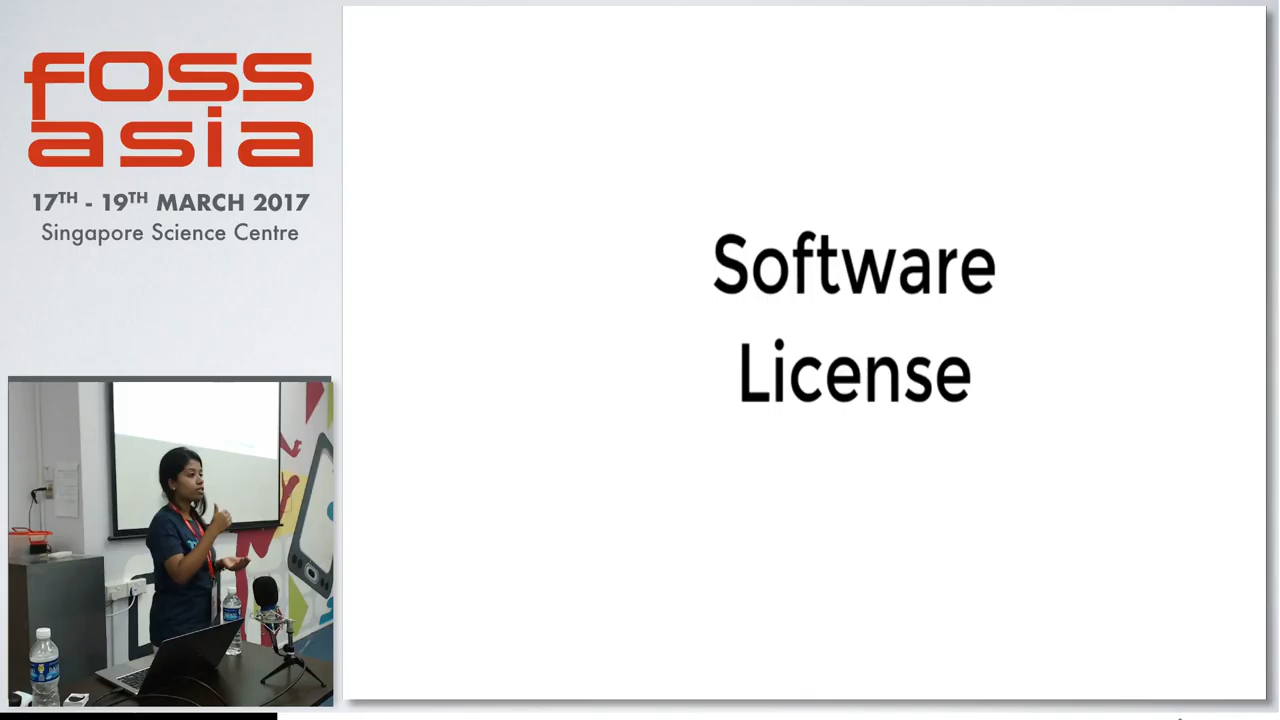 foss
asia
17TH - 19TH MARCH 2017
Singapore Science Centre
Software
License